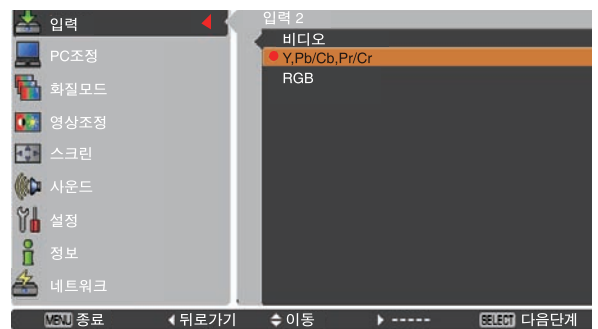 입력
PC조정
화질모드
영상조정
스크린
사운드
설정
정보
네트워크
입력 2
비디오
Y,Pb/Cb,Pr/Cr
RGB
MENU 종료 뒤로가기 이동 ----- SELECT 다음단계